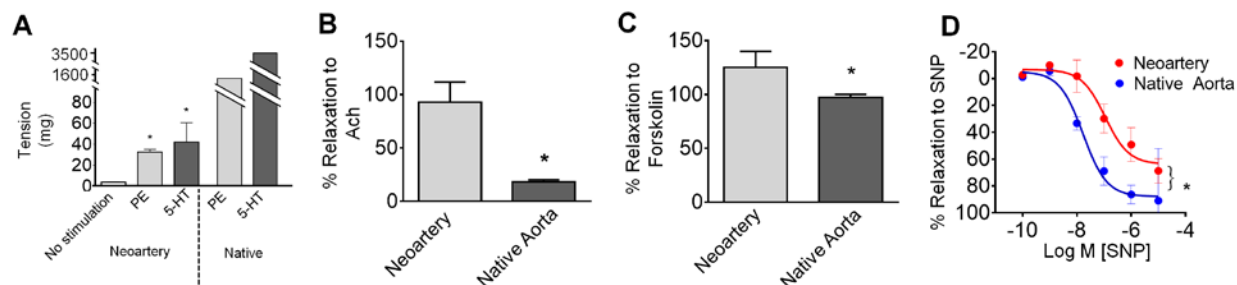 A
Tension
(mg)
3500
1600
80
60
40
20
0
*
*
No stimulation
PE
5-HT
PE
5-HT
Neoartery
Native
B
% Relaxation to
Ach
150
100
50
0
*
Neoartery
Native Aorta
C
% Relaxation to
Forskolin
150
100
50
0
*
Neoartery
Native Aorta
D
% Relaxation to SNP
-20
0
20
40
60
80
100
Neoartery
Native Aorta
} *
-10
-8
-6
-4
Log M [SNP]